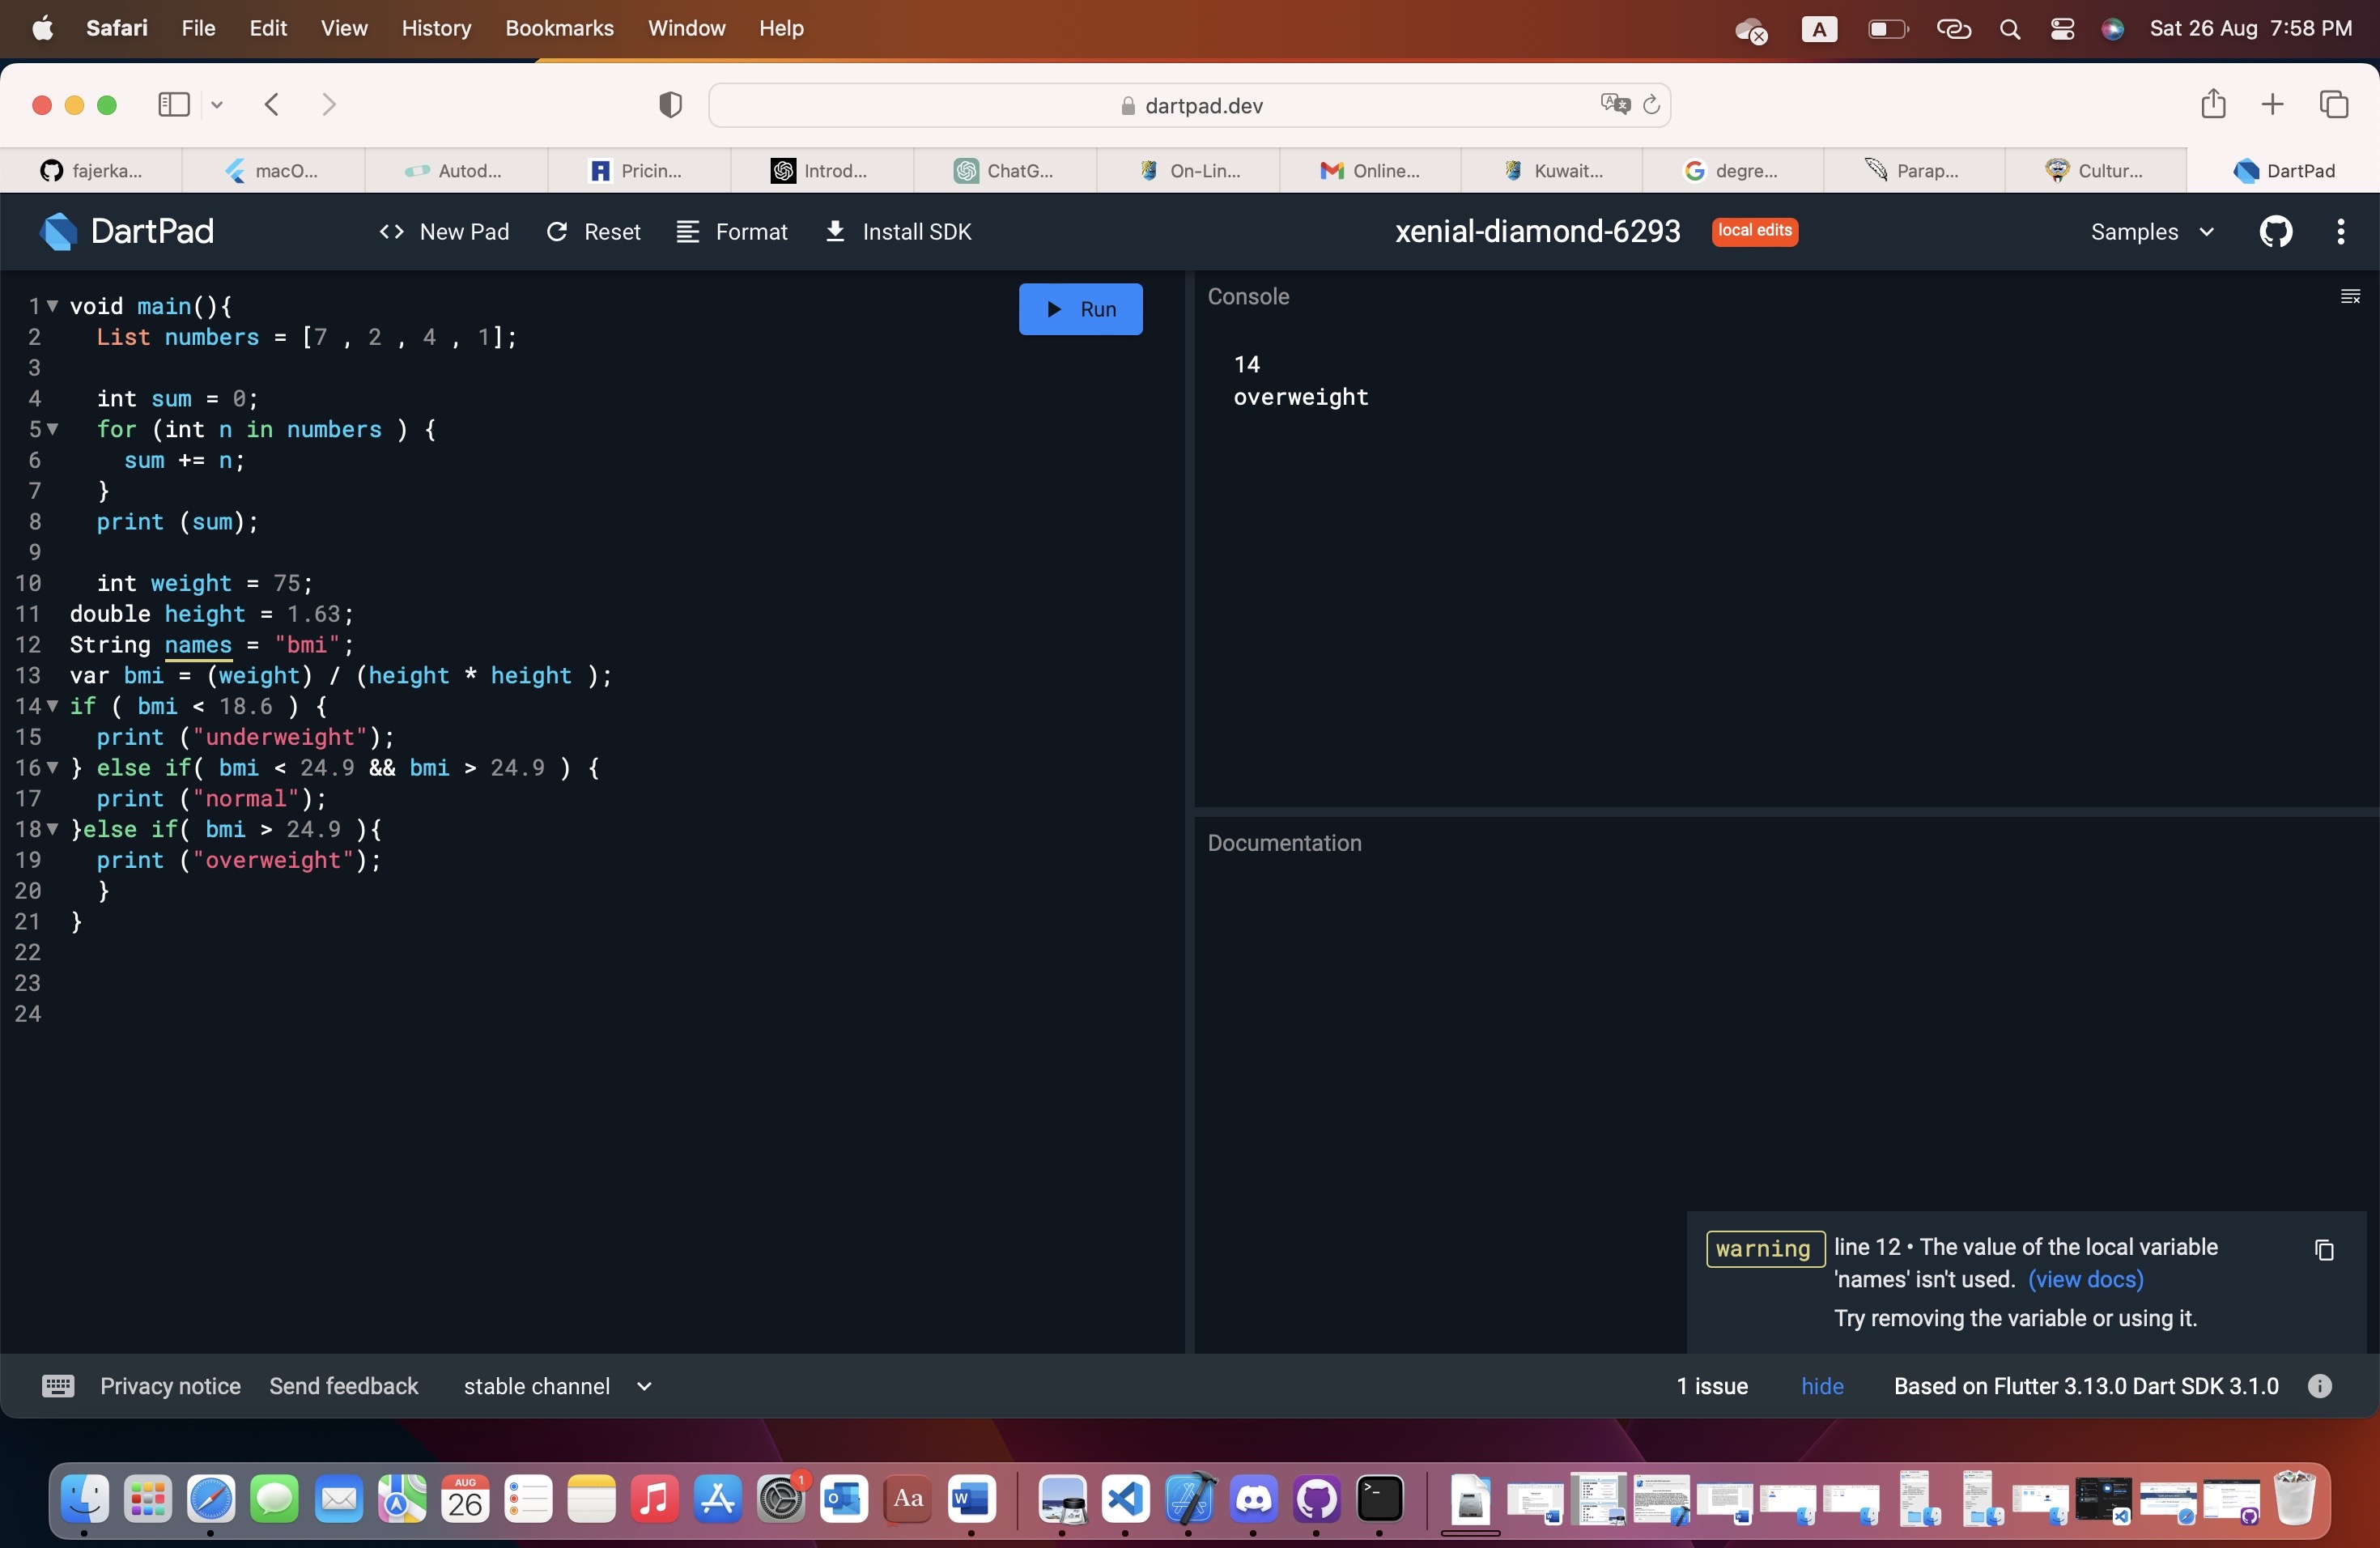 Safari File Edit View History Bookmarks Window Help A Sat 26 Aug 7:58 PM
dartpad.dev
fajerka... macO... Autod... Pricin... Introd... ChatG... On-Lin... Online... Kuwait... degre... Parap... Cultur... DartPad
DartPad <> New Pad Reset Format Install SDK xenial-diamond-6293 local edits Samples
Run
Console
1 void main(){
2 List numbers = [7 , 2 , 4 , 1];
3
4 int sum = 0;
5 for (int n in numbers ) {
6 sum += n;
7 }
8 print (sum);
9
10 int weight = 75;
11 double height = 1.63;
12 String names = "bmi";
13 var bmi = (weight) / (height * height );
14 if ( bmi < 18.6 ) {
15 print ("underweight");
16 } else if( bmi < 24.9 && bmi > 24.9 ) {
17 print ("normal");
18 }else if( bmi > 24.9 ){
19 print ("overweight");
20 }
21 }
22
23
24
14
overweight
Documentation
warning line 12 • The value of the local variable
'names' isn't used. (view docs)
Try removing the variable or using it.
Privacy notice Send feedback stable channel 1 issue hide Based on Flutter 3.13.0 Dart SDK 3.1.0
AUG
26
1
Aa
W
>_